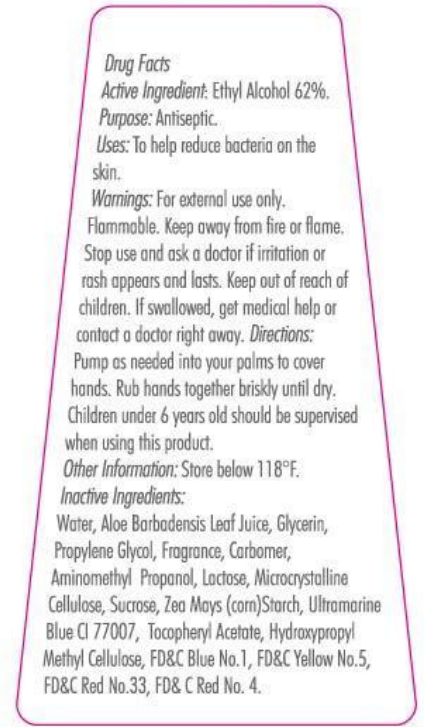 Drug Facts
Active Ingredient: Ethyl Alcohol 62%.
Purpose: Antiseptic.
Uses: To help reduce bacteria on the
skin.
Warnings: For external use only.
Flammable. Keep away from fire or flame.
Stop use and ask a doctor if irritation or
rash appears and lasts. Keep out of reach of
children. If swallowed, get medical help or
contact a doctor right away. Directions:
Pump as needed into your palms to cover
hands. Rub hands together briskly until dry.
Children under 6 years old should be supervised
when using this product.
Other Information: Store below 118°F.
Inactive Ingredients:
Water, Aloe Barbadensis Leaf Juice, Glycerin,
Propylene Glycol, Fragrance, Carbomer,
Aminomethyl Propanol, Lactose, Microcrystalline
Cellulose, Sucrose, Zea Mays (corn)Starch, Ultramarine
Blue CI 77007, Tocopheryl Acetate, Hydroxypropyl
Methyl Cellulose, FD&C Blue No.1, FD&C Yellow No.5,
FD&C Red No.33, FD& C Red No. 4.